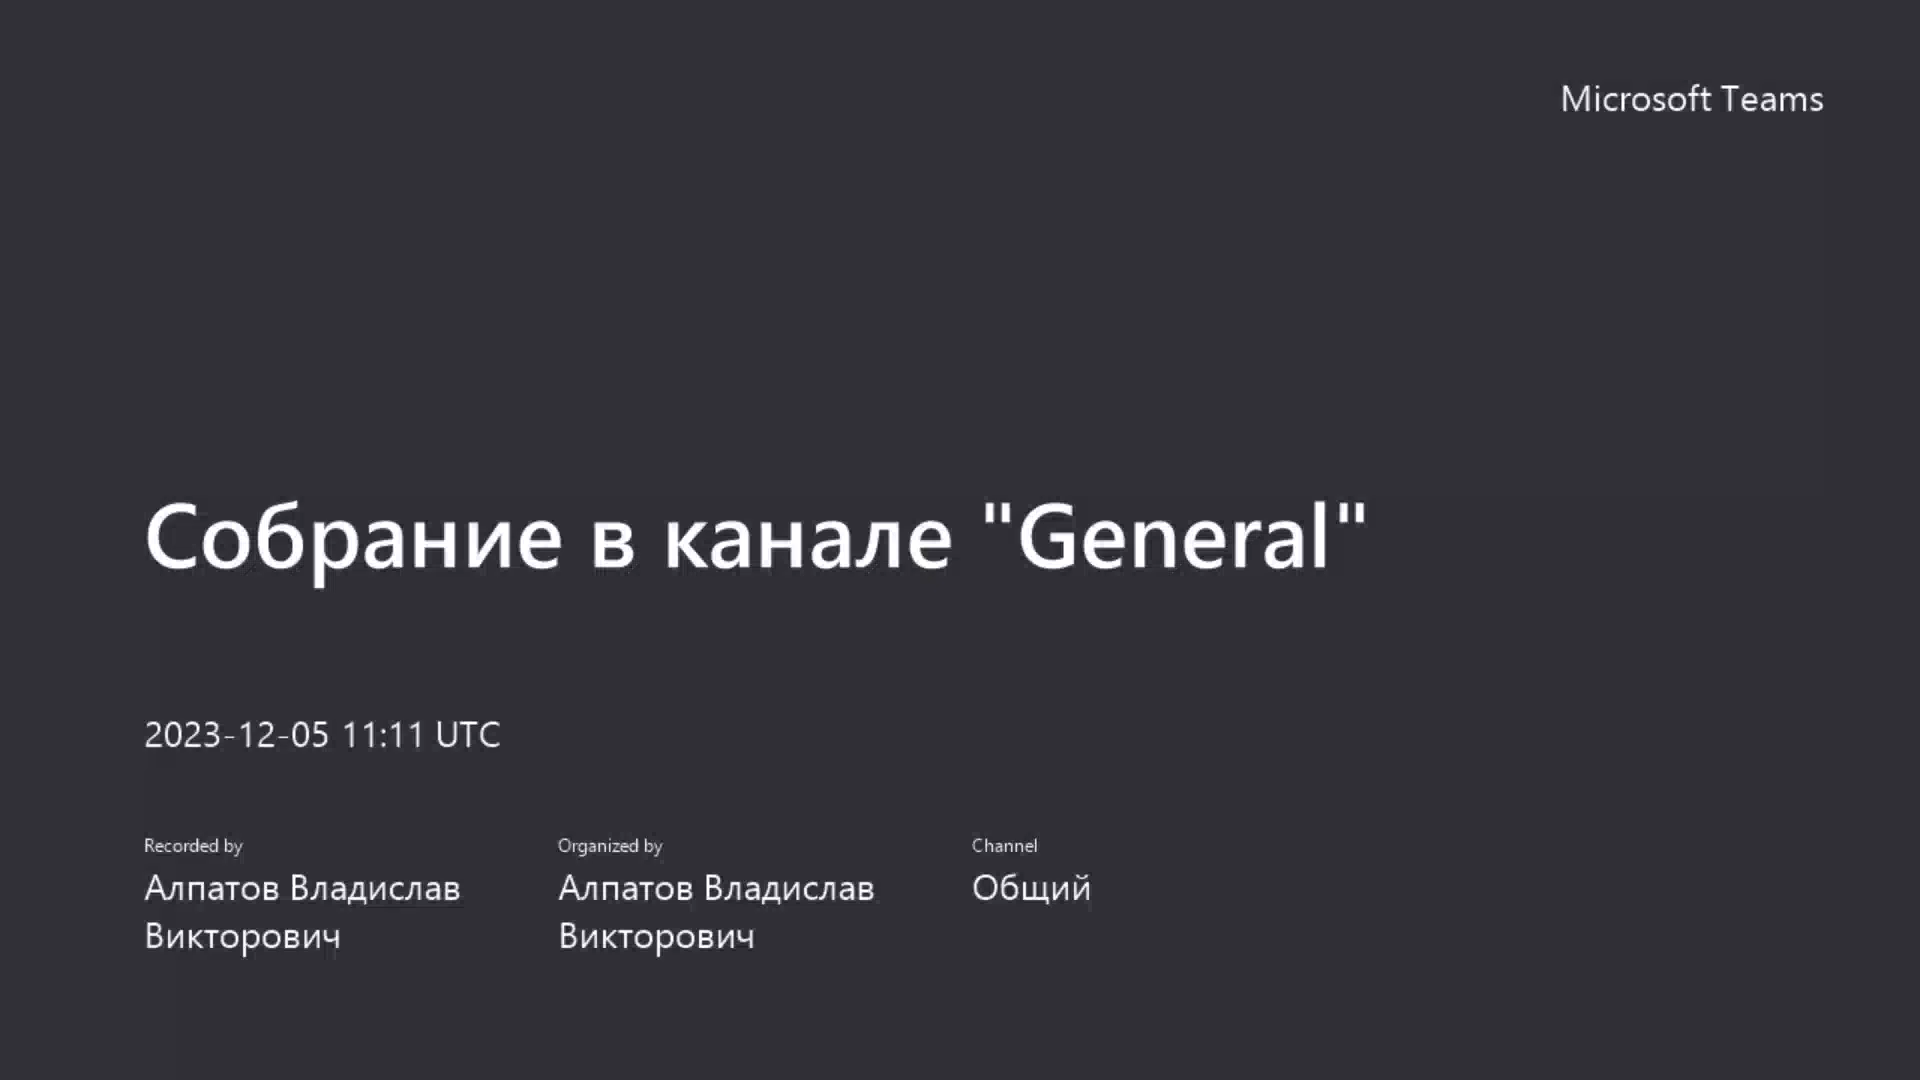 Microsoft Teams
Собрание в канале "General"
2023-12-05 11:11 UTC
Recorded by
Алпатов Владислав
Викторович
Organized by
Алпатов Владислав
Викторович
Channel
Общий